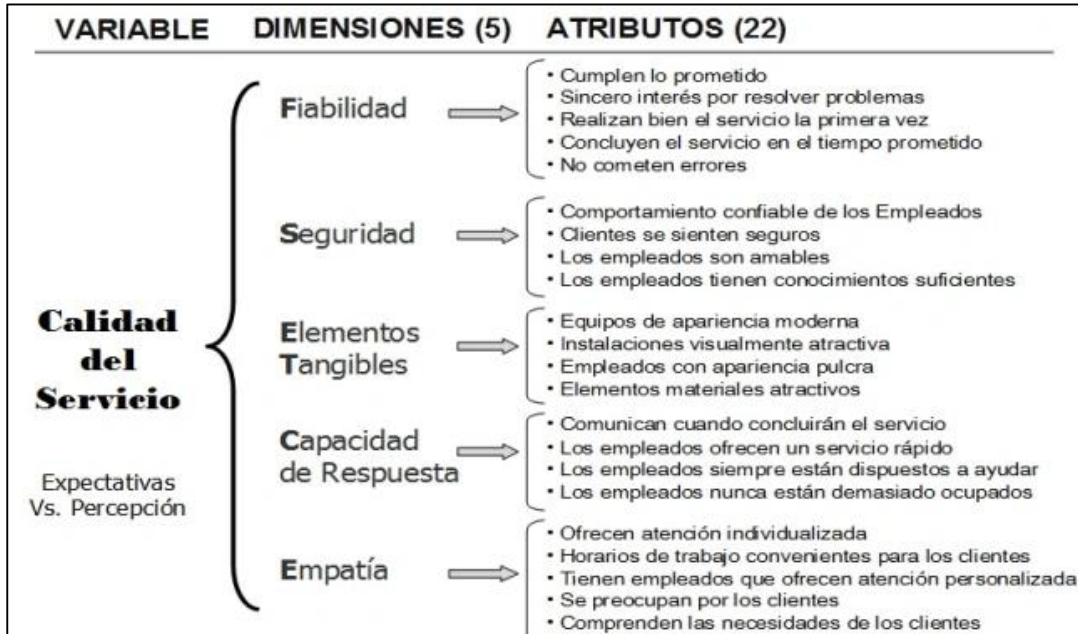 VARIABLE DIMENSIONES (5) ATRIBUTOS (22)
Calidad
del
Servicio
Expectativas
Vs. Percepción
Fiabilidad
• Cumplen lo prometido
• Sincero interés por resolver problemas
• Realizan bien el servicio la primera vez
• Concluyen el servicio en el tiempo prometido
• No cometen errores
Seguridad
• Comportamiento confiable de los Empleados
• Clientes se sienten seguros
• Los empleados son amables
• Los empleados tienen conocimientos suficientes
Elementos
Tangibles
• Equipos de apariencia moderna
• Instalaciones visualmente atractiva
• Empleados con apariencia pulcra
• Elementos materiales atractivos
Capacidad
de Respuesta
• Comunican cuando concluirán el servicio
• Los empleados ofrecen un servicio rápido
• Los empleados siempre están dispuestos a ayudar
• Los empleados nunca están demasiado ocupados
Empatía
• Ofrecen atención individualizada
• Horarios de trabajo convenientes para los clientes
• Tienen empleados que ofrecen atención personalizada
• Se preocupan por los clientes
• Comprenden las necesidades de los clientes